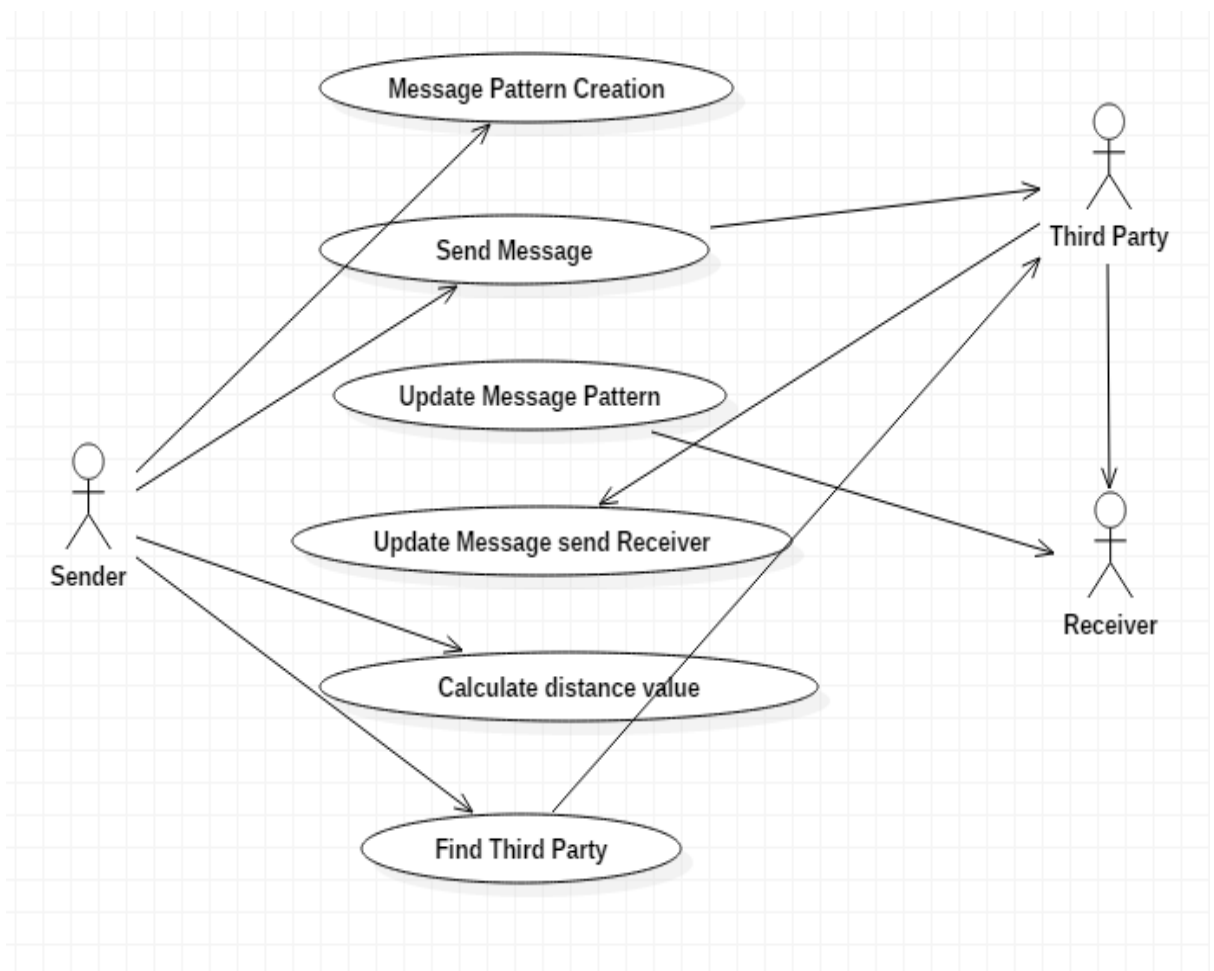 Message Pattern Creation
Send Message
Third Party
Update Message Pattern
Update Message send Receiver
Sender
Receiver
Calculate distance value
Find Third Party